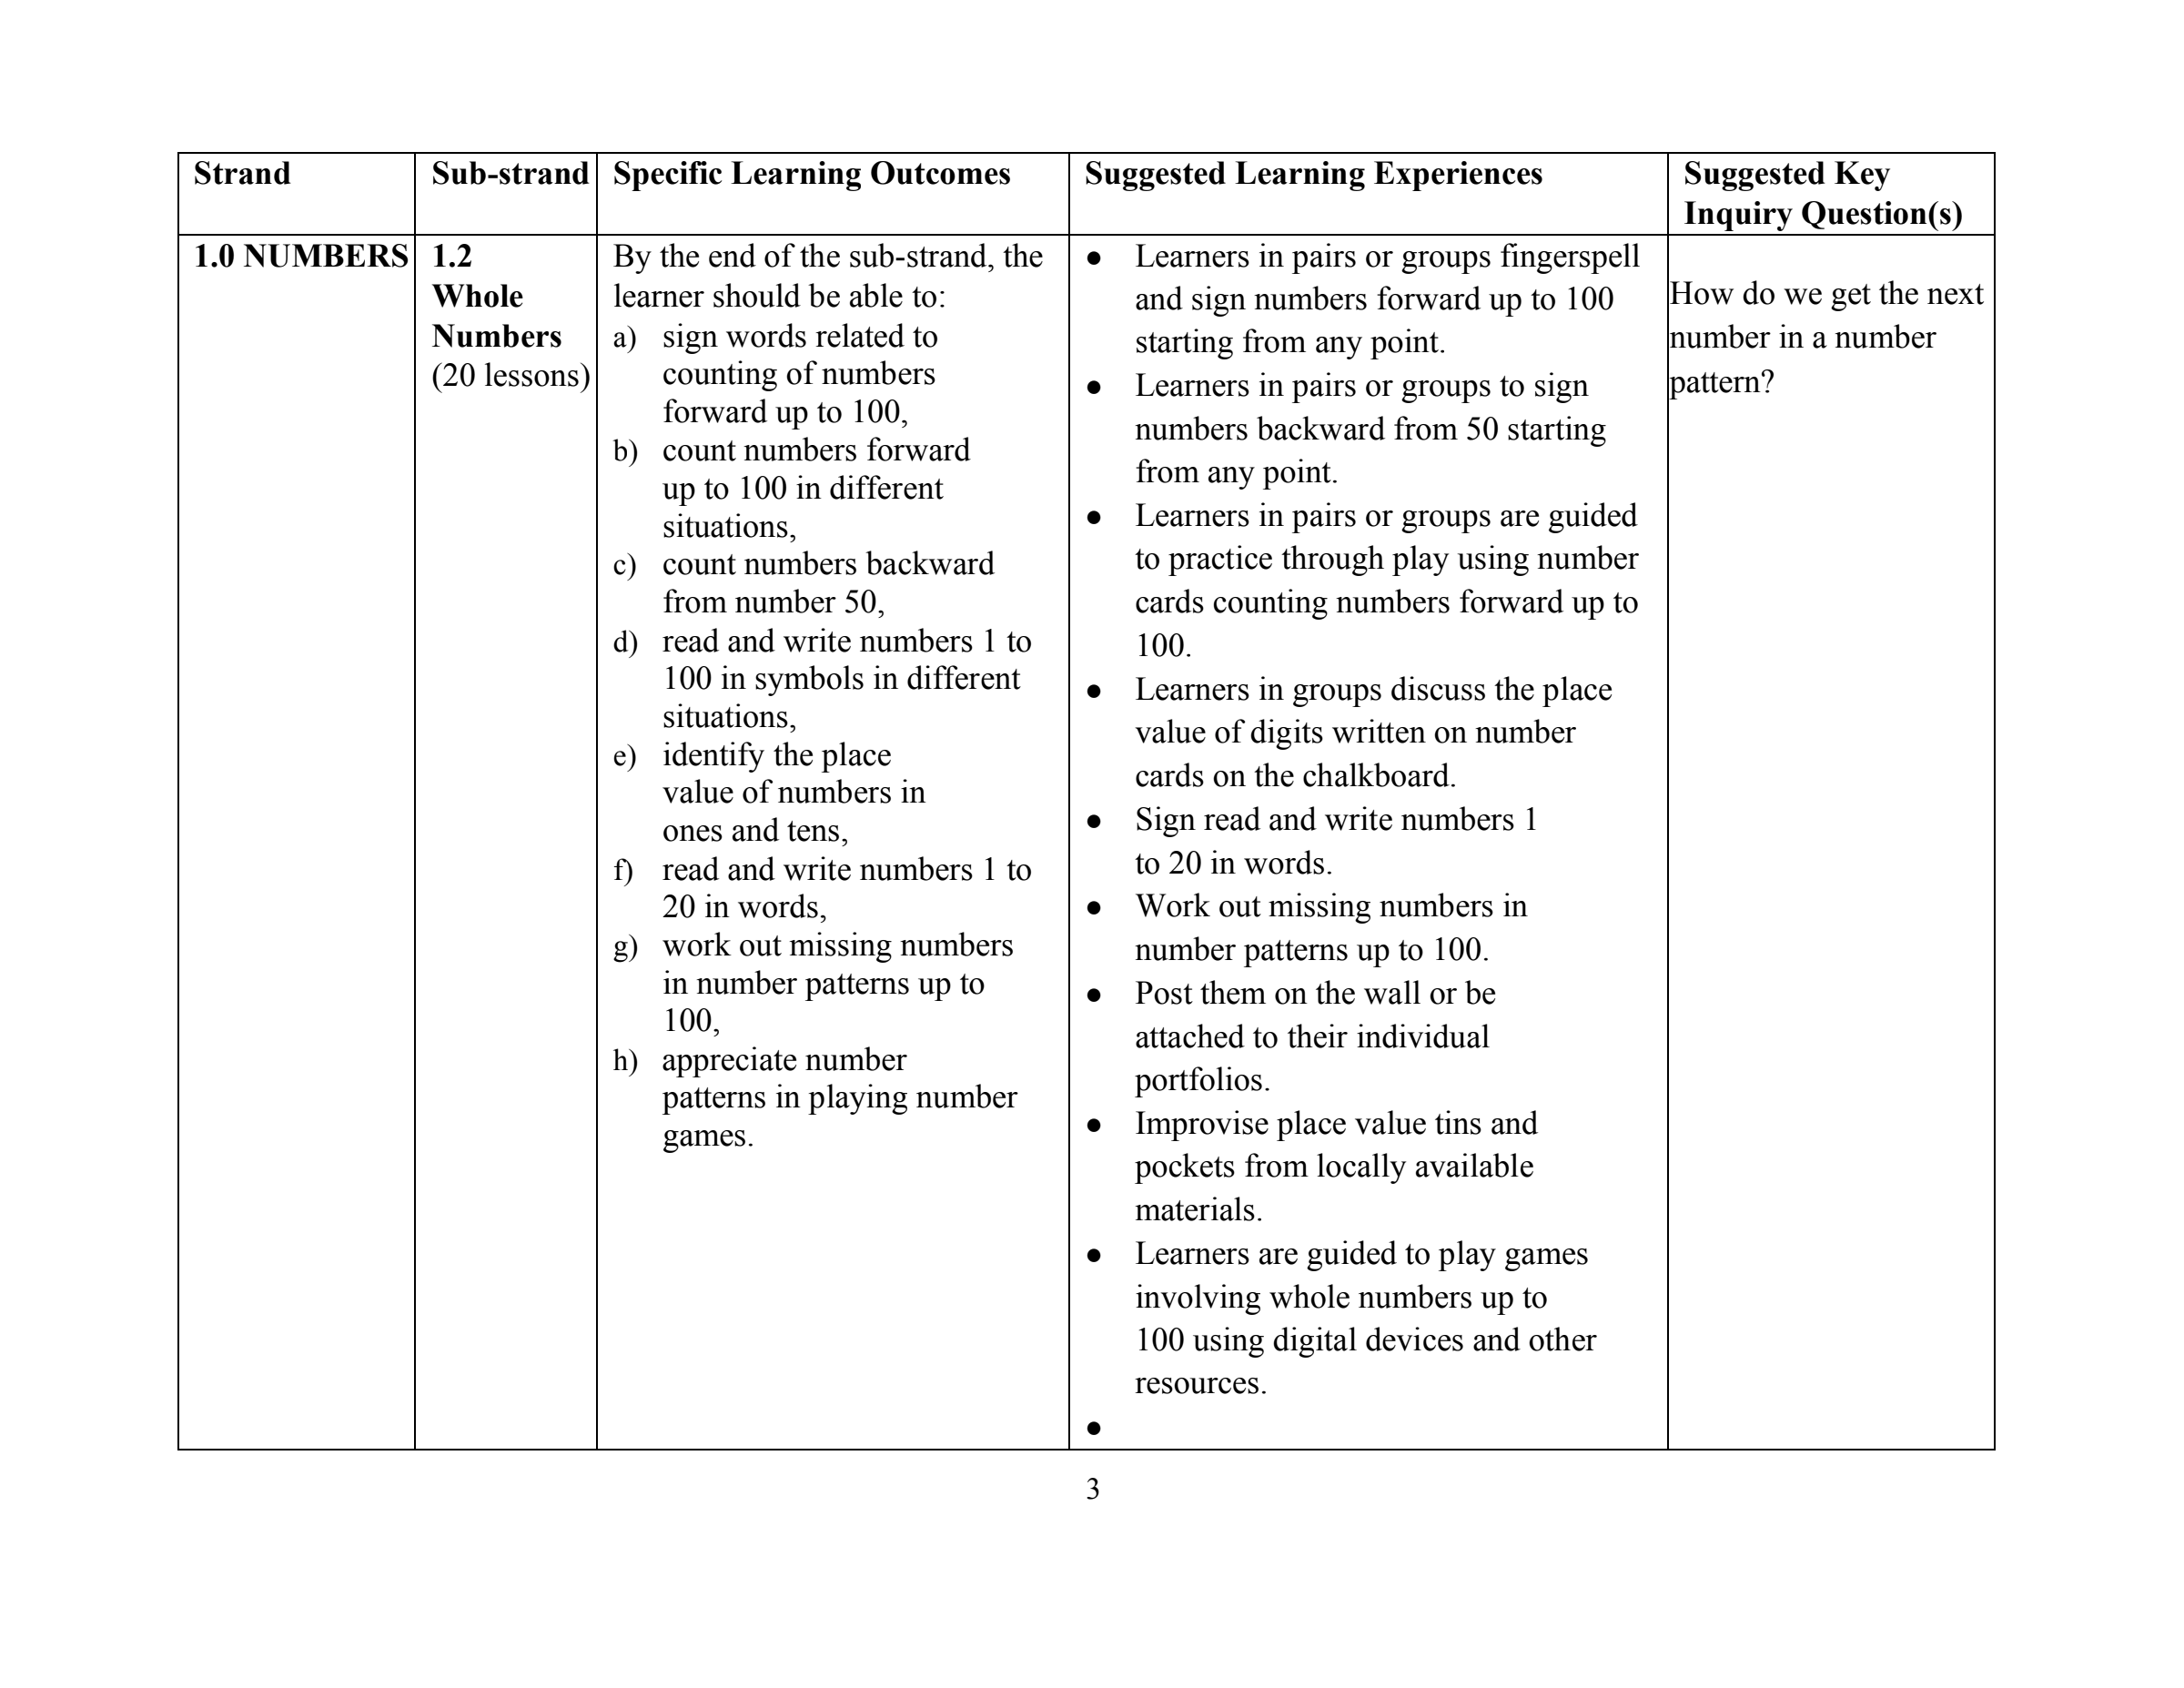 Strand
Sub-strand
Specific Learning Outcomes
Suggested Learning Experiences
Suggested Key
Inquiry Question(s)
1.0 NUMBERS
1.2
Whole
Numbers
(20 lessons)
By the end of the sub-strand, the
learner should be able to:
a) sign words related to
counting of numbers
forward up to 100,
b) count numbers forward
up to 100 in different
situations,
c) count numbers backward
from number 50,
d) read and write numbers 1 to
100 in symbols in different
situations,
e) identify the place
value of numbers in
ones and tens,
f) read and write numbers 1 to
20 in words,
g) work out missing numbers
in number patterns up to
100,
h) appreciate number
patterns in playing number
games.
● Learners in pairs or groups fingerspell
and sign numbers forward up to 100
starting from any point.
● Learners in pairs or groups to sign
numbers backward from 50 starting
from any point.
● Learners in pairs or groups are guided
to practice through play using number
cards counting numbers forward up to
100.
● Learners in groups discuss the place
value of digits written on number
cards on the chalkboard.
● Sign read and write numbers 1
to 20 in words.
● Work out missing numbers in
number patterns up to 100.
● Post them on the wall or be
attached to their individual
portfolios.
● Improvise place value tins and
pockets from locally available
materials.
● Learners are guided to play games
involving whole numbers up to
100 using digital devices and other
resources.
●
How do we get the next
number in a number
pattern?
3